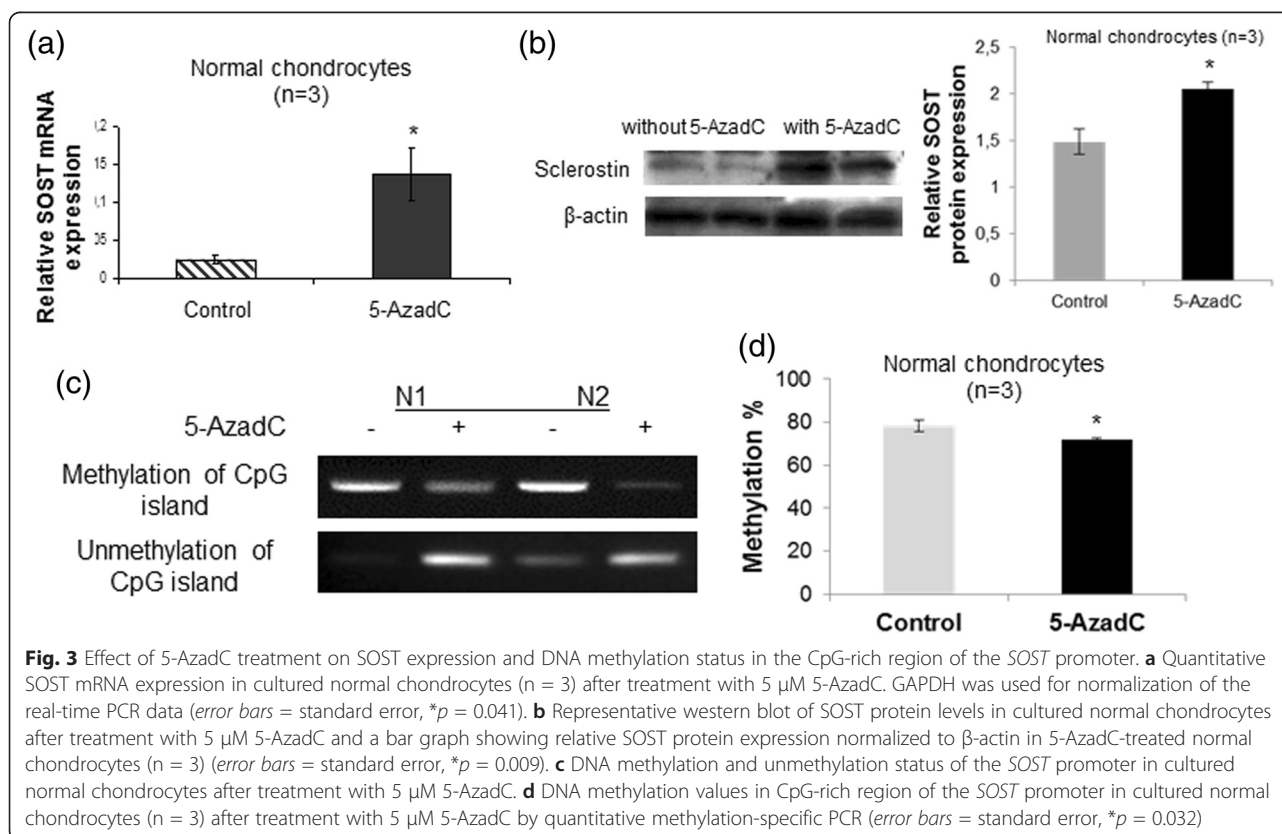 (a)
Normal chondrocytes
(n=3)
Relative SOST mRNA
expression
,2
,15
,1
,05
0
*
Control
5-AzadC
(b)
without 5-AzadC with 5-AzadC
Sclerostin
β-actin
Normal chondrocytes (n=3)
Relative SOST
protein expression
2,5
2
1,5
1
0,5
0
*
Control
5-AzadC
(c)
N1 N2
5-AzadC - + - +
Methylation of CpG
island
Unmethylation of
CpG island
(d)
Normal chondrocytes
(n=3)
Methylation %
100
80
60
40
20
0
*
Control
5-AzadC
Fig. 3 Effect of 5-AzadC treatment on SOST expression and DNA methylation status in the CpG-rich region of the SOST promoter. a Quantitative
SOST mRNA expression in cultured normal chondrocytes (n = 3) after treatment with 5 μM 5-AzadC. GAPDH was used for normalization of the
real-time PCR data (error bars = standard error, *p = 0.041). b Representative western blot of SOST protein levels in cultured normal chondrocytes
after treatment with 5 μM 5-AzadC and a bar graph showing relative SOST protein expression normalized to β-actin in 5-AzadC-treated normal
chondrocytes (n = 3) (error bars = standard error, *p = 0.009). c DNA methylation and unmethylation status of the SOST promoter in cultured
normal chondrocytes after treatment with 5 μM 5-AzadC. d DNA methylation values in CpG-rich region of the SOST promoter in cultured normal
chondrocytes (n = 3) after treatment with 5 μM 5-AzadC by quantitative methylation-specific PCR (error bars = standard error, *p = 0.032)